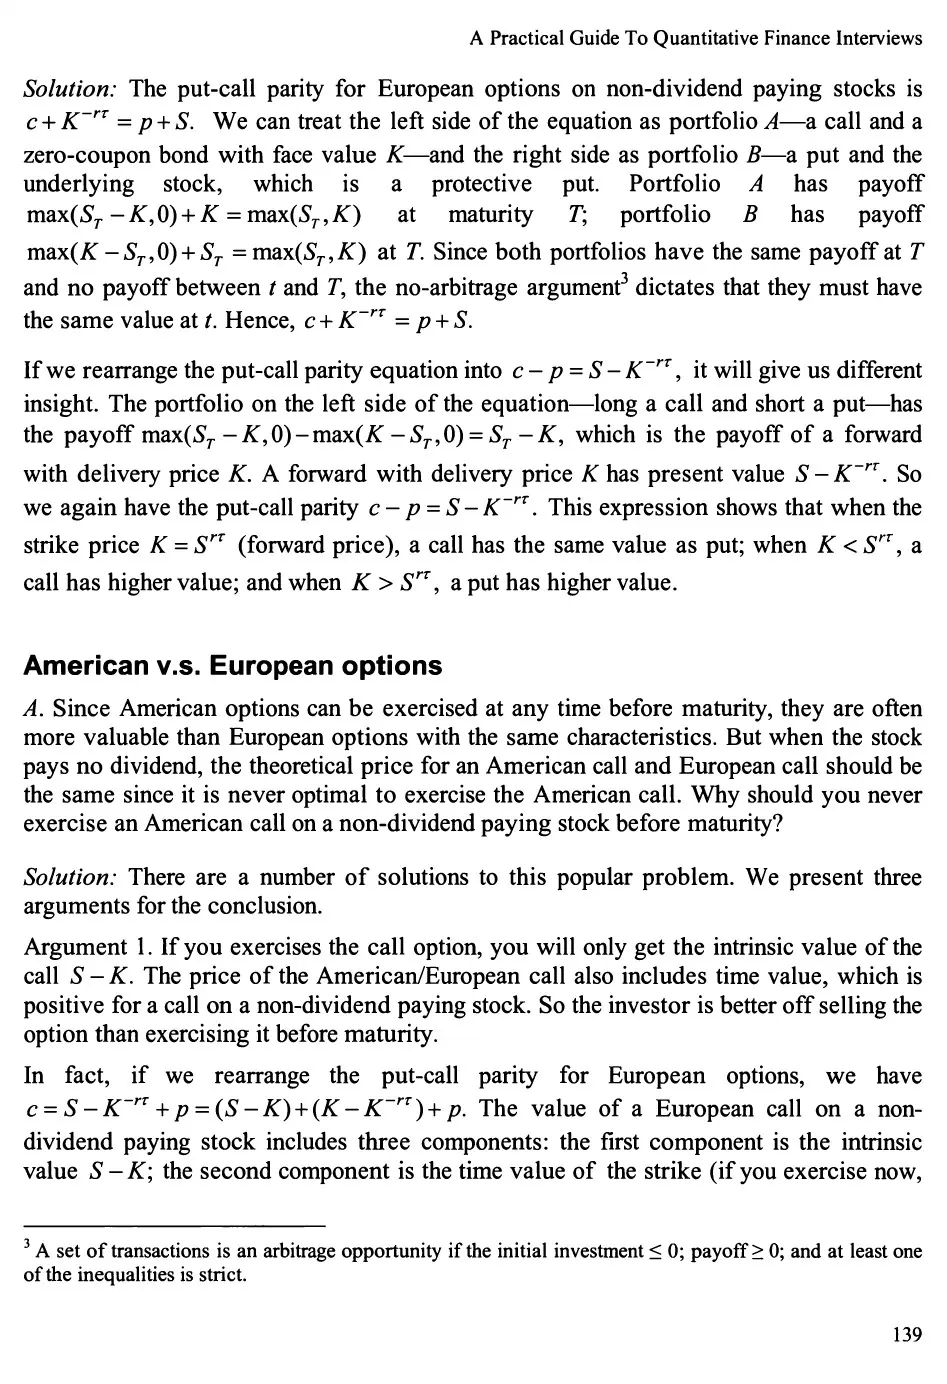 A Practical Guide To Quantitative Finance Interviews
Solution: The put-call parity for European options on non-dividend paying stocks is
c + K^{-rτ} = p + S. We can treat the left side of the equation as portfolio A—a call and a
zero-coupon bond with face value K—and the right side as portfolio B—a put and the
underlying stock, which is a protective put. Portfolio A has payoff
max(S_T − K, 0) + K = max(S_T, K) at maturity T; portfolio B has payoff
max(K − S_T, 0) + S_T = max(S_T, K) at T. Since both portfolios have the same payoff at T
and no payoff between t and T, the no-arbitrage argument³ dictates that they must have
the same value at t. Hence, c + K^{-rτ} = p + S.
If we rearrange the put-call parity equation into c − p = S − K^{-rτ}, it will give us different
insight. The portfolio on the left side of the equation—long a call and short a put—has
the payoff max(S_T − K, 0) − max(K − S_T, 0) = S_T − K, which is the payoff of a forward
with delivery price K. A forward with delivery price K has present value S − K^{-rτ}. So
we again have the put-call parity c − p = S − K^{-rτ}. This expression shows that when the
strike price K = S^{rτ} (forward price), a call has the same value as put; when K < S^{rτ}, a
call has higher value; and when K > S^{rτ}, a put has higher value.
American v.s. European options
A. Since American options can be exercised at any time before maturity, they are often
more valuable than European options with the same characteristics. But when the stock
pays no dividend, the theoretical price for an American call and European call should be
the same since it is never optimal to exercise the American call. Why should you never
exercise an American call on a non-dividend paying stock before maturity?
Solution: There are a number of solutions to this popular problem. We present three
arguments for the conclusion.
Argument 1. If you exercises the call option, you will only get the intrinsic value of the
call S − K. The price of the American/European call also includes time value, which is
positive for a call on a non-dividend paying stock. So the investor is better off selling the
option than exercising it before maturity.
In fact, if we rearrange the put-call parity for European options, we have
c = S − K^{-rτ} + p = (S − K) + (K − K^{-rτ}) + p. The value of a European call on a non-
dividend paying stock includes three components: the first component is the intrinsic
value S − K; the second component is the time value of the strike (if you exercise now,
³ A set of transactions is an arbitrage opportunity if the initial investment ≤ 0; payoff ≥ 0; and at least one
of the inequalities is strict.
139